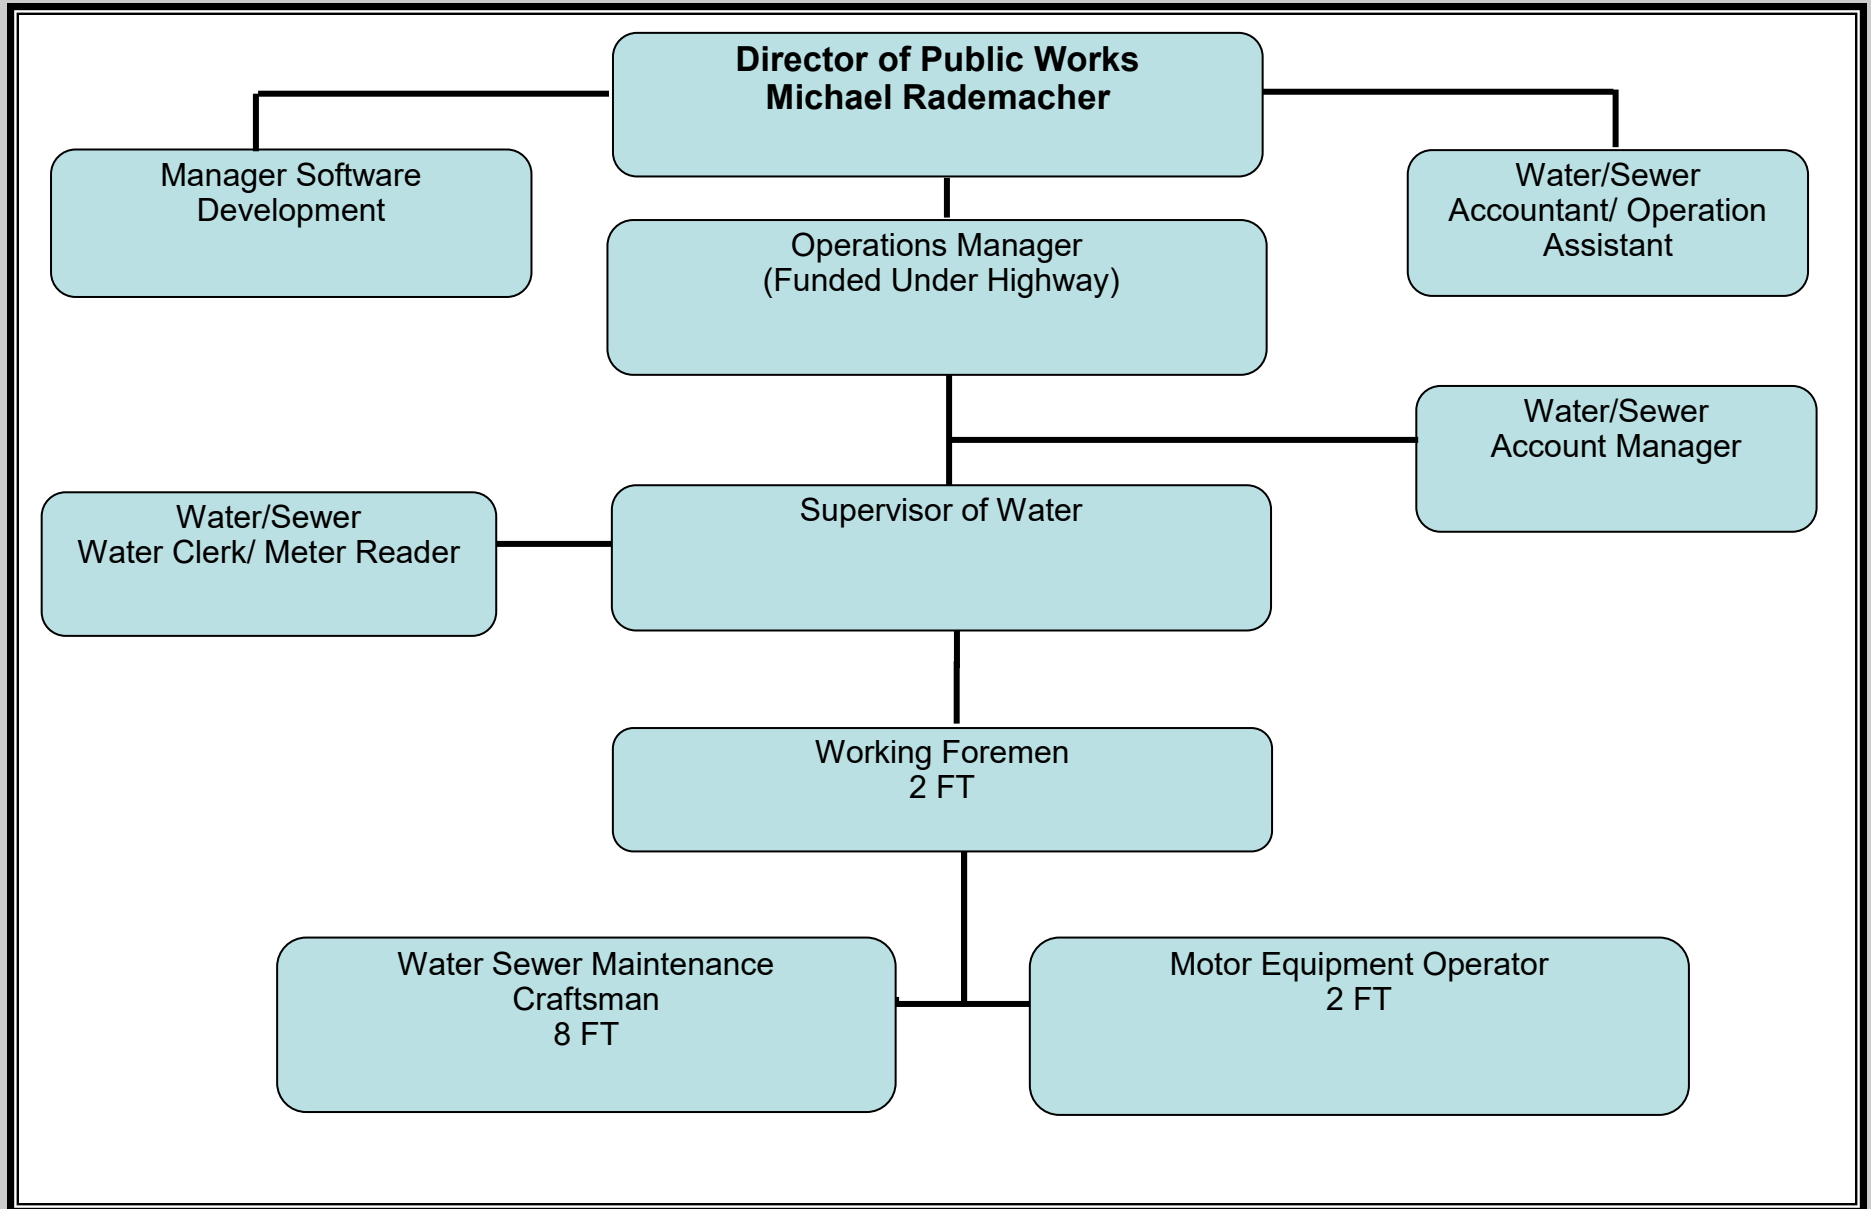 Director of Public Works
Michael Rademacher
Manager Software
Development
Water/Sewer
Accountant/ Operation
Assistant
Operations Manager
(Funded Under Highway)
Water/Sewer
Account Manager
Water/Sewer
Water Clerk/ Meter Reader
Supervisor of Water
Working Foremen
2 FT
Water Sewer Maintenance
Craftsman
8 FT
Motor Equipment Operator
2 FT